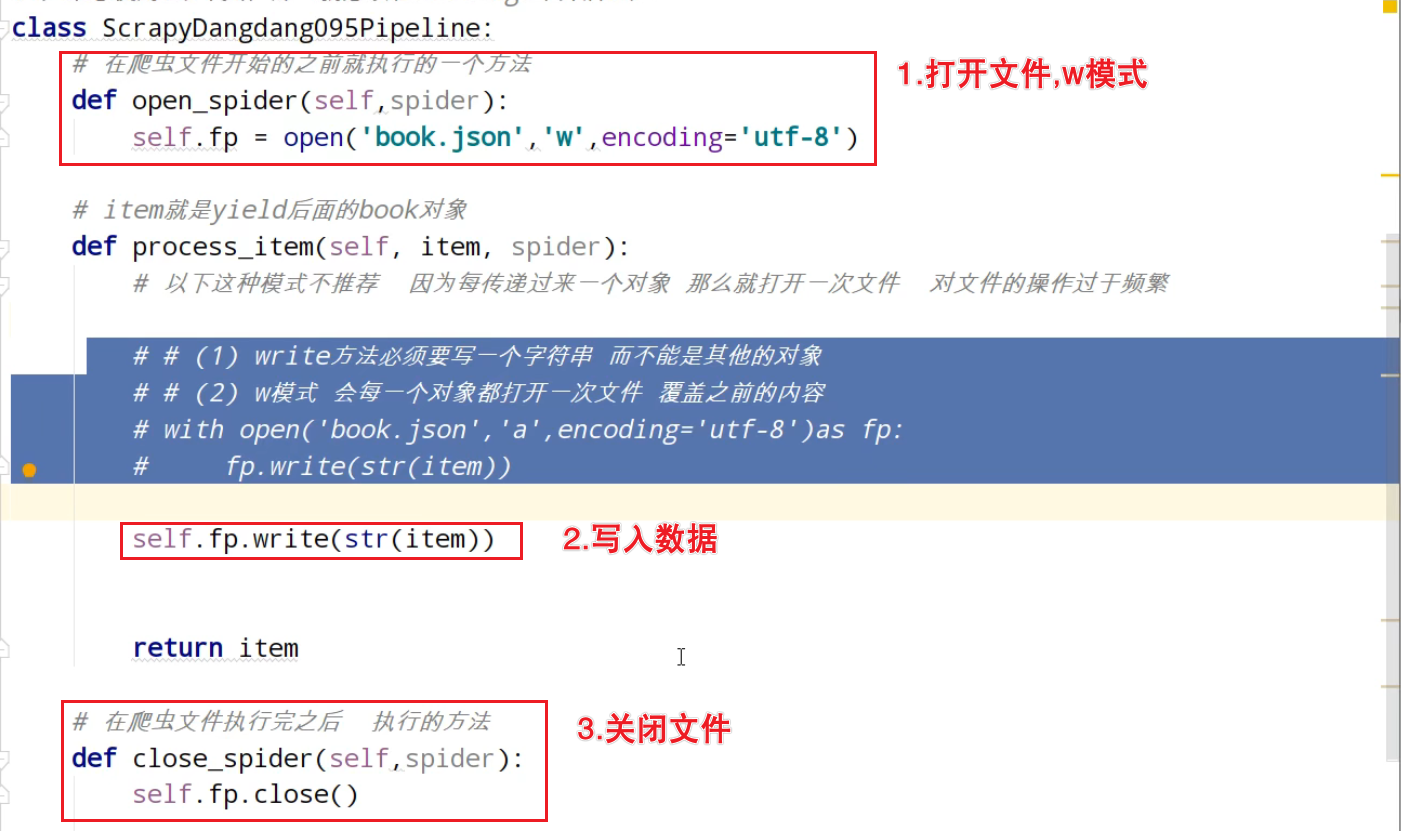 class ScrapyDangdang095Pipeline:
# 在爬虫文件开始的之前就执行的一个方法
1.打开文件,w模式
def open_spider(self,spider):
self.fp = open('book.json','w',encoding='utf-8')
# item就是yield后面的book对象
def process_item(self, item, spider):
# 以下这种模式不推荐 因为每传递过来一个对象 那么就打开一次文件 对文件的操作过于频繁
# # (1) write方法必须要写一个字符串 而不能是其他的对象
# # (2) w模式 会每一个对象都打开一次文件 覆盖之前的内容
# with open('book.json','a',encoding='utf-8')as fp:
# fp.write(str(item))
self.fp.write(str(item))
2.写入数据
return item
# 在爬虫文件执行完之后 执行的方法
3.关闭文件
def close_spider(self,spider):
self.fp.close()